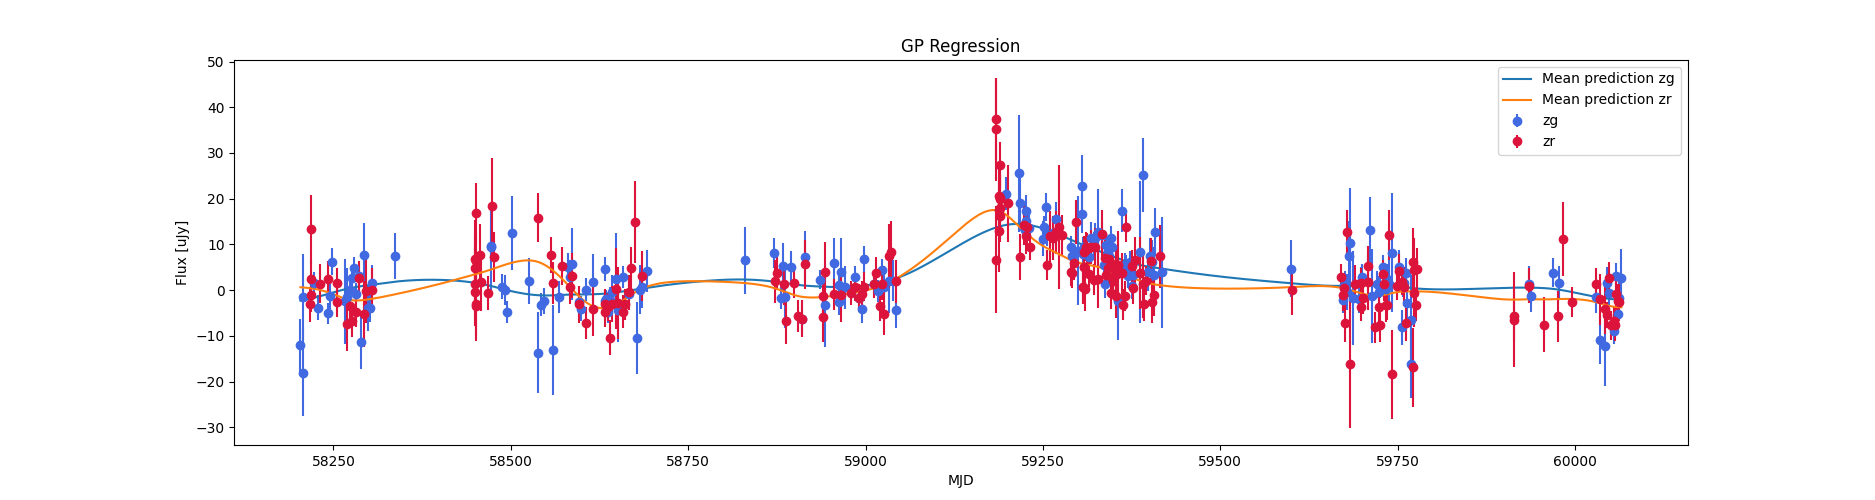 GP Regression
Flux [uJy]
50
40
30
20
10
0
−10
−20
−30
58250
58500
58750
59000
59250
59500
59750
60000
MJD
Mean prediction zg
Mean prediction zr
zg
zr